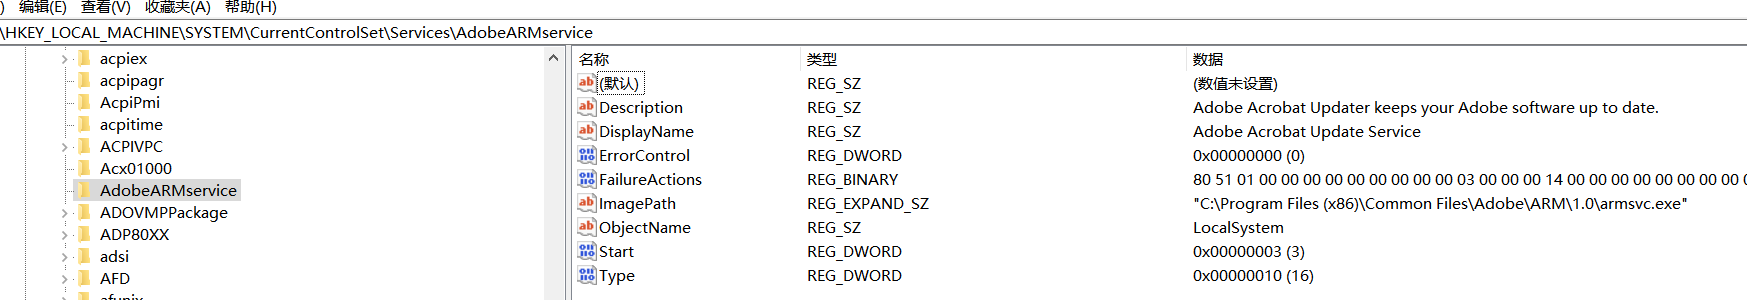 ) 编辑(E) 查看(V) 收藏夹(A) 帮助(H)
\HKEY_LOCAL_MACHINE\SYSTEM\CurrentControlSet\Services\AdobeARMservice
acpiex
acpipagr
AcpiPmi
acpitime
ACPIVPC
Acx01000
AdobeARMservice
ADOVMPPackage
ADP80XX
adsi
AFD
afunix
名称 类型 数据
(默认) REG_SZ (数值未设置)
Description REG_SZ Adobe Acrobat Updater keeps your Adobe software up to date.
DisplayName REG_SZ Adobe Acrobat Update Service
ErrorControl REG_DWORD 0x00000000 (0)
FailureActions REG_BINARY 80 51 01 00 00 00 00 00 00 00 00 00 03 00 00 00 14 00 00 00 00 00 00 00 0
ImagePath REG_EXPAND_SZ "C:\Program Files (x86)\Common Files\Adobe\ARM\1.0\armsvc.exe"
ObjectName REG_SZ LocalSystem
Start REG_DWORD 0x00000003 (3)
Type REG_DWORD 0x00000010 (16)